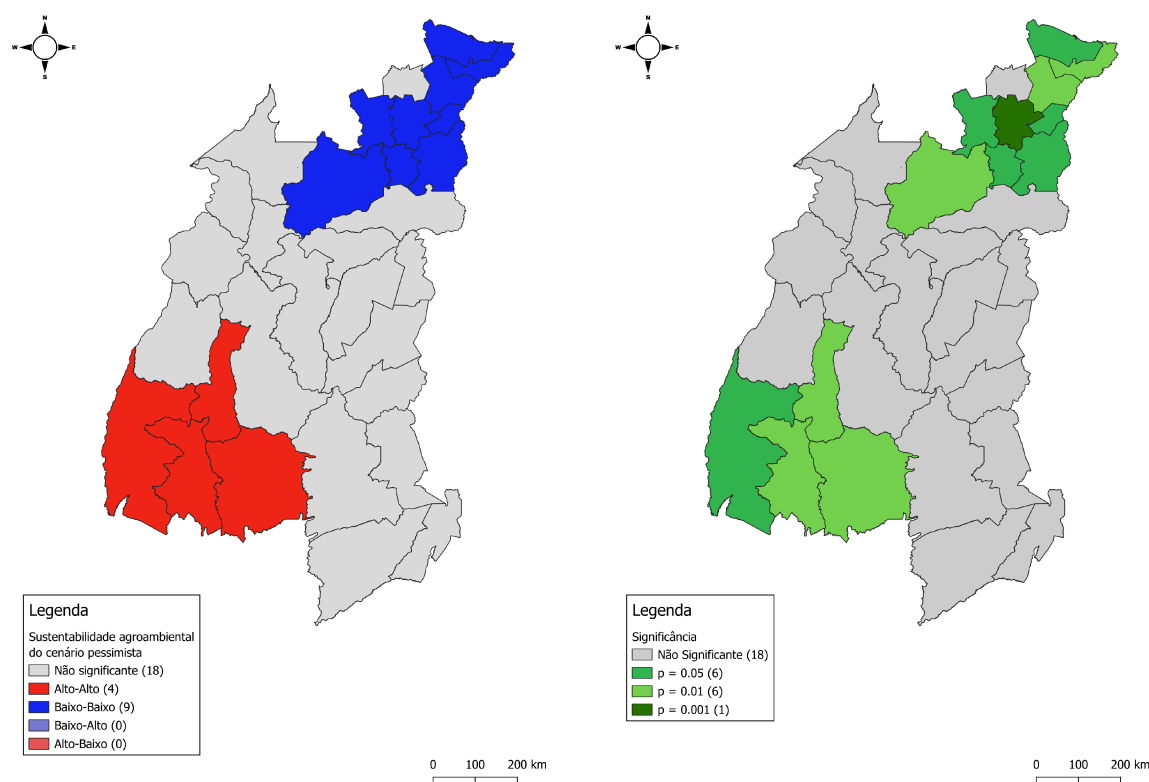 N
W E
S
Legenda
Sustentabilidade agroambiental
do cenário pessimista
Não significante (18)
Alto-Alto (4)
Baixo-Baixo (9)
Baixo-Alto (0)
Alto-Baixo (0)
0 100 200 km
N
W E
S
Legenda
Significância
Não Significante (18)
p = 0.05 (6)
p = 0.01 (6)
p = 0.001 (1)
0 100 200 km